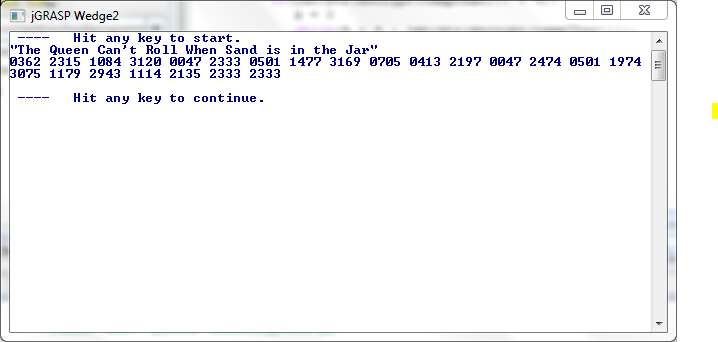 jGRASP Wedge2
---- Hit any key to start.
"The Queen Can't Roll When Sand is in the Jar"
0362 2315 1084 3120 0047 2333 0501 1477 3169 0705 0413 2197 0047 2474 0501 1974
3075 1179 2943 1114 2135 2333 2333
---- Hit any key to continue.